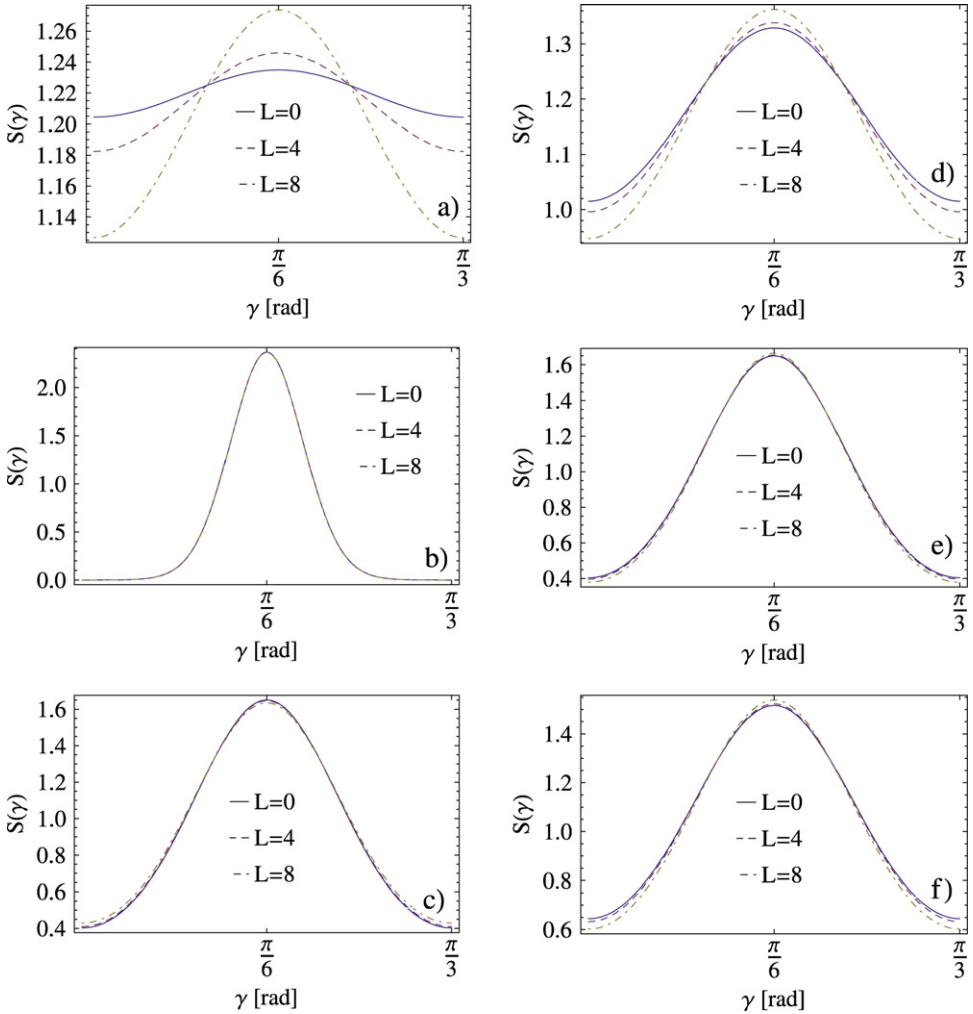 1.26
1.24
1.22
1.20
1.18
1.16
1.14
S(γ)
L=0
L=4
L=8
a)
π
6
π
3
γ [rad]
1.3
1.2
1.1
1.0
S(γ)
L=0
L=4
L=8
d)
π
6
π
3
γ [rad]
2.0
1.5
1.0
0.5
0.0
S(γ)
L=0
L=4
L=8
b)
π
6
π
3
γ [rad]
1.6
1.4
1.2
1.0
0.8
0.6
0.4
S(γ)
L=0
L=4
L=8
e)
π
6
π
3
γ [rad]
1.6
1.4
1.2
1.0
0.8
0.6
0.4
S(γ)
L=0
L=4
L=8
c)
π
6
π
3
γ [rad]
1.4
1.2
1.0
0.8
0.6
S(γ)
L=0
L=4
L=8
f)
π
6
π
3
γ [rad]